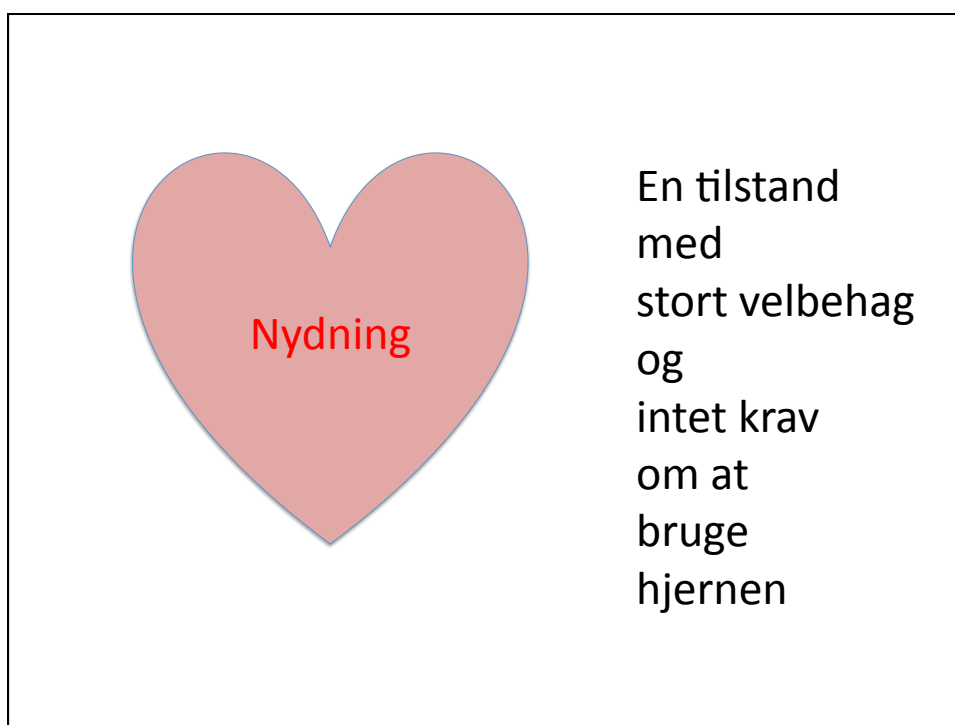 Nydning
En tilstand
med
stort velbehag
og
intet krav
om at
bruge
hjernen